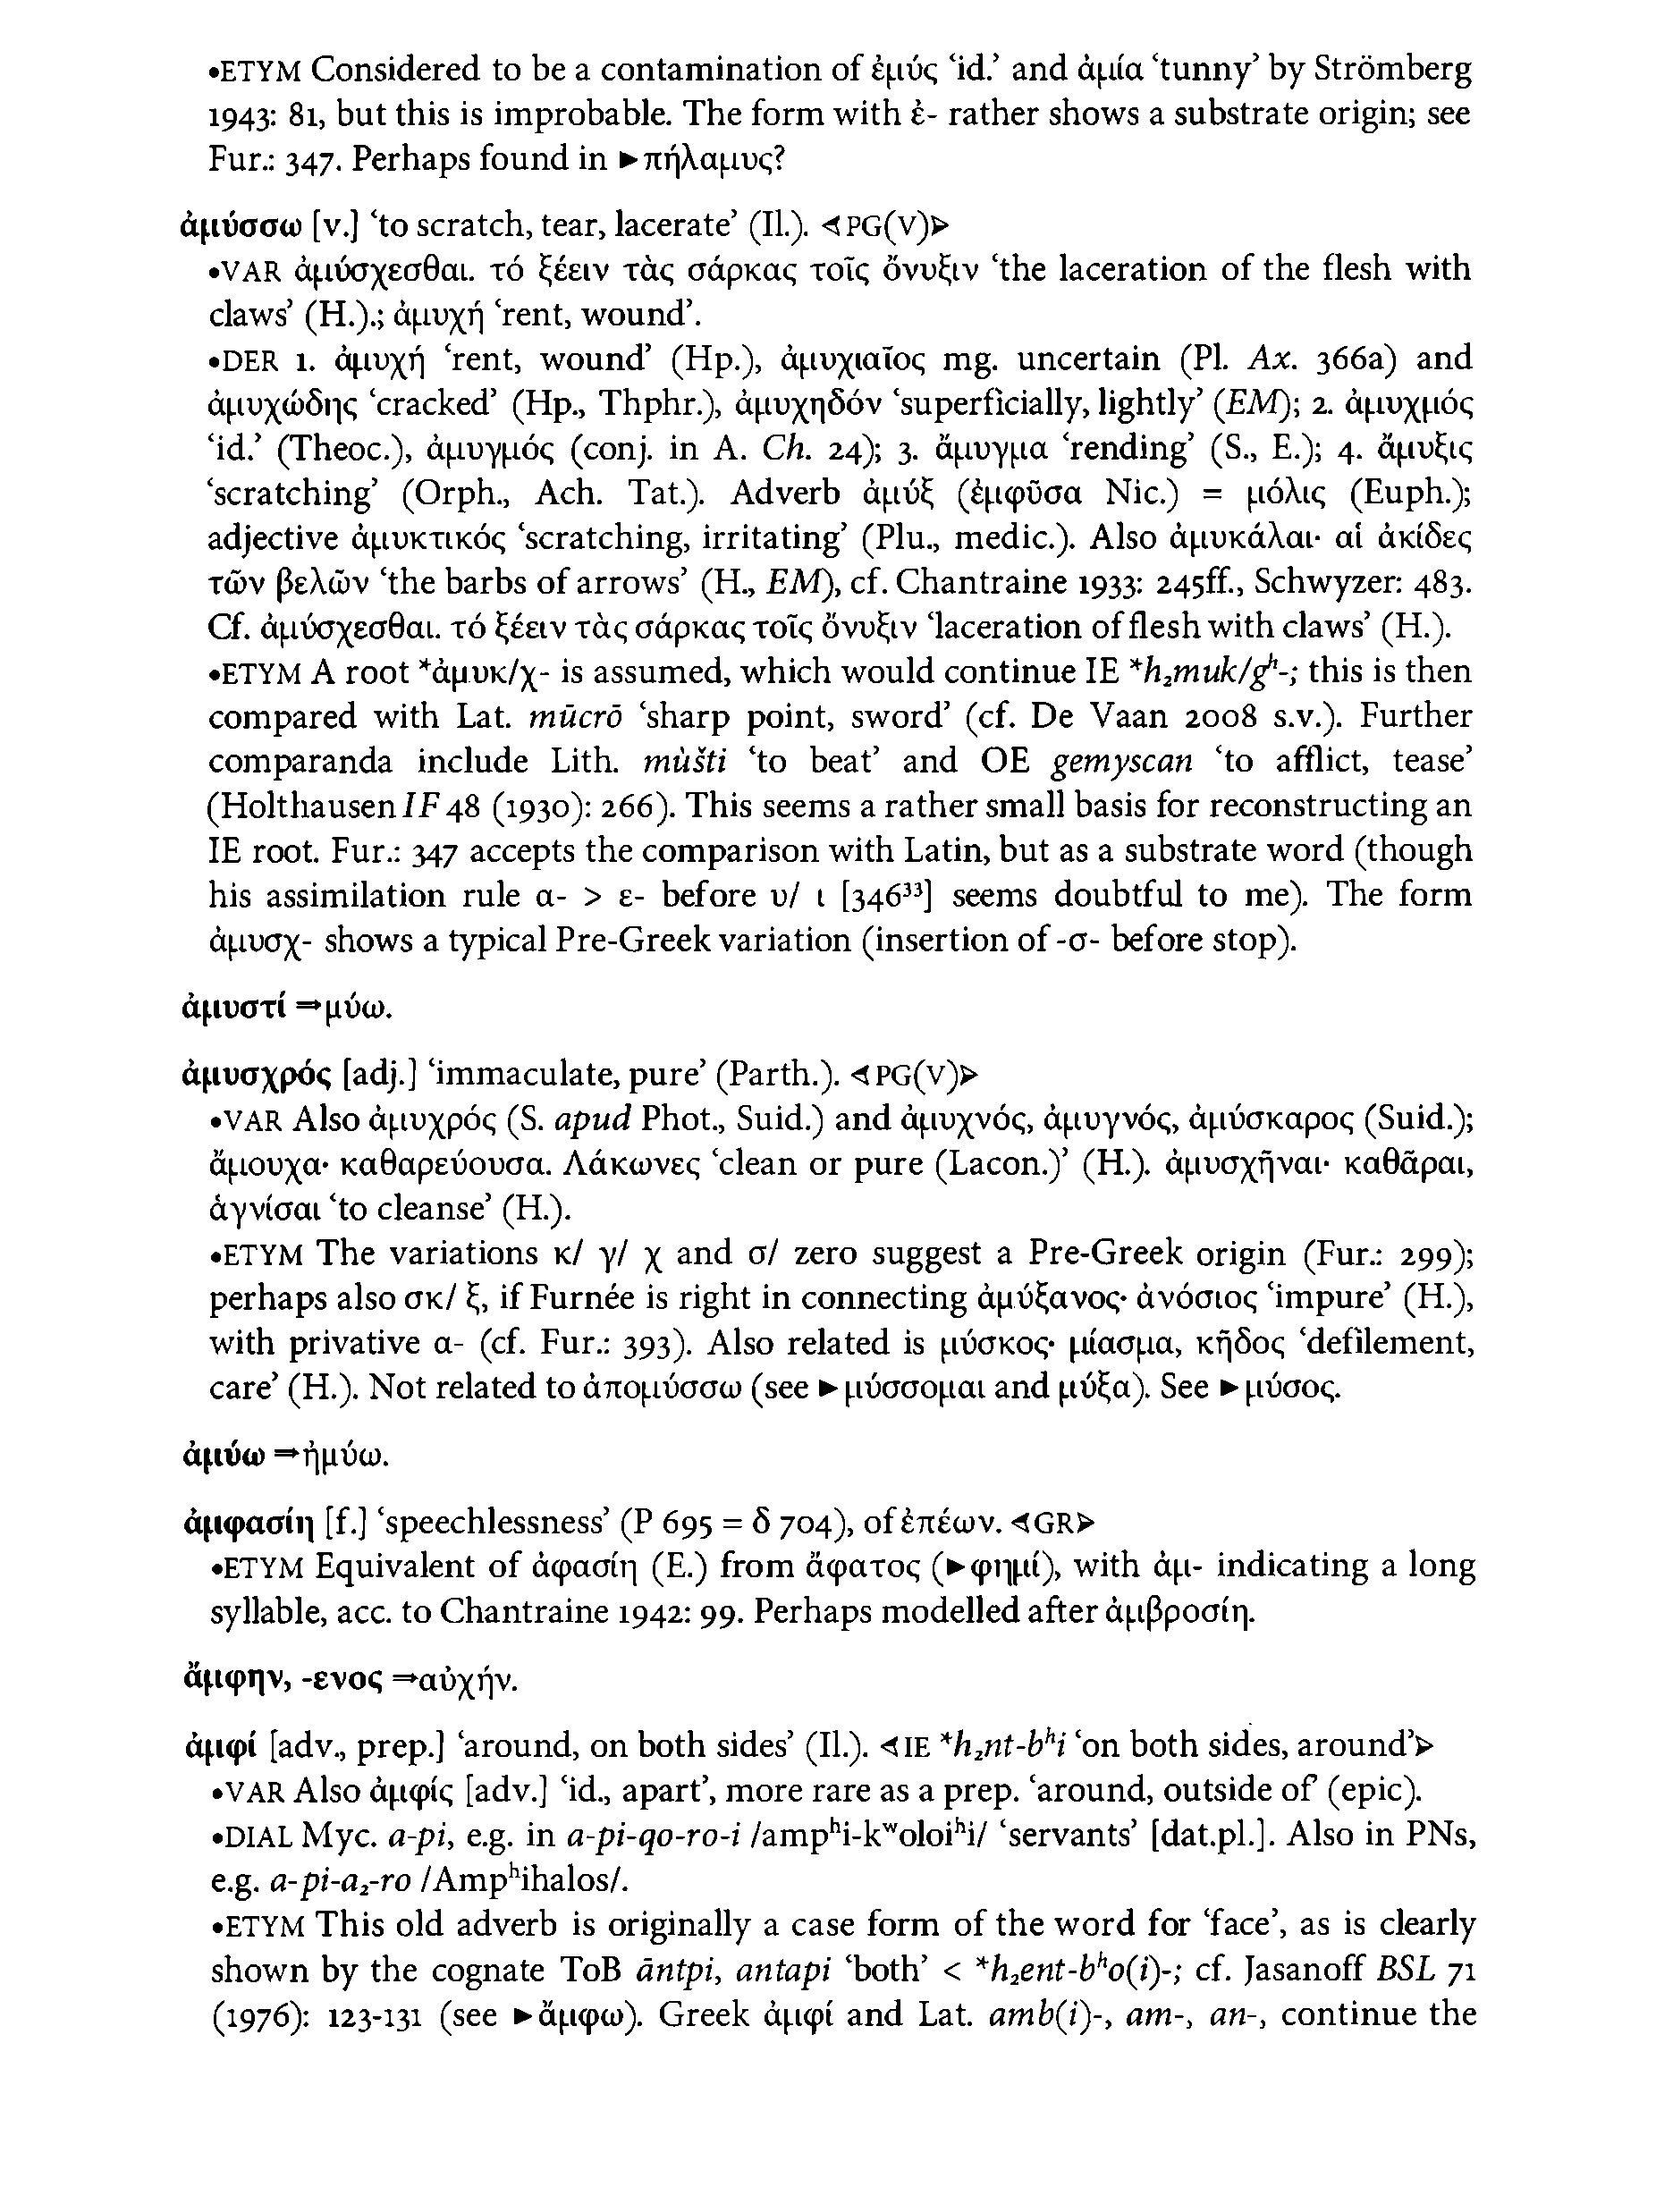 •ETYM Considered to be a contamination of ἐμύς ‘id.’ and ἀμία ‘tunny’ by Strömberg
1943: 81, but this is improbable. The form with ἐ- rather shows a substrate origin; see
Fur.: 347. Perhaps found in ►πήλαμυς?
ἀμύσσω [v.] ‘to scratch, tear, lacerate’ (Il.). ⊲PG(V)⊳
•VAR ἀμύσχεσθαι. τό ξέειν τὰς σάρκας τοῖς ὄνυξιν ‘the laceration of the flesh with
claws’ (H.).; ἀμυχή ‘rent, wound’.
•DER 1. ἀμυχή ‘rent, wound’ (Hp.), ἀμυχιαῖος mg. uncertain (Pl. Ax. 366a) and
ἀμυχώδης ‘cracked’ (Hp., Thphr.), ἀμυχηδόν ‘superficially, lightly’ (EM); 2. ἀμυχμός
‘id.’ (Theoc.), ἀμυγμός (conj. in A. Ch. 24); 3. ἄμυγμα ‘rending’ (S., E.); 4. ἄμυξις
‘scratching’ (Orph., Ach. Tat.). Adverb ἀμύξ (ἐμφῦσα Nic.) = μόλις (Euph.);
adjective ἀμυκτικός ‘scratching, irritating’ (Plu., medic.). Also ἀμυκάλαι· αἱ ἀκίδες
τῶν βελῶν ‘the barbs of arrows’ (H., EM), cf. Chantraine 1933: 245ff., Schwyzer: 483.
Cf. ἀμύσχεσθαι. τό ξέειν τὰς σάρκας τοῖς ὄνυξιν ‘laceration of flesh with claws’ (H.).
•ETYM A root *ἀμυκ/χ- is assumed, which would continue IE *h₂muk/gʰ-; this is then
compared with Lat. mūcrō ‘sharp point, sword’ (cf. De Vaan 2008 s.v.). Further
comparanda include Lith. mùšti ‘to beat’ and OE gemyscan ‘to afflict, tease’
(Holthausen IF 48 (1930): 266). This seems a rather small basis for reconstructing an
IE root. Fur.: 347 accepts the comparison with Latin, but as a substrate word (though
his assimilation rule α- > ε- before υ/ ι [346³³] seems doubtful to me). The form
ἀμυσχ- shows a typical Pre-Greek variation (insertion of -σ- before stop).
ἀμυστί ⇒μύω.
ἀμυσχρός [adj.] ‘immaculate, pure’ (Parth.). ⊲PG(V)⊳
•VAR Also ἀμυχρός (S. apud Phot., Suid.) and ἀμυχνός, ἀμυγνός, ἀμύσκαρος (Suid.);
ἄμουχα· καθαρεύουσα. Λάκωνες ‘clean or pure (Lacon.)’ (H.). ἀμυσχῆναι· καθᾶραι,
ἁγνίσαι ‘to cleanse’ (H.).
•ETYM The variations κ/ γ/ χ and σ/ zero suggest a Pre-Greek origin (Fur.: 299);
perhaps also σκ/ ξ, if Furnée is right in connecting ἀμύξανος· ἀνόσιος ‘impure’ (H.),
with privative α- (cf. Fur.: 393). Also related is μύσκος· μίασμα, κῆδος ‘defilement,
care’ (H.). Not related to ἀπομύσσω (see ►μύσσομαι and μύξα). See ►μύσος.
ἀμύω ⇒ἠμύω.
ἀμφασίη [f.] ‘speechlessness’ (P 695 = δ 704), of ἐπέων. ⊲GR⊳
•ETYM Equivalent of ἀφασίη (E.) from ἄφατος (►φημί), with ἀμ- indicating a long
syllable, acc. to Chantraine 1942: 99. Perhaps modelled after ἀμβροσίη.
ἄμφην, -ενος ⇒αὐχήν.
ἀμφί [adv., prep.] ‘around, on both sides’ (Il.). ⊲IE *h₂nt-bʰi ‘on both sides, around’⊳
•VAR Also ἀμφίς [adv.] ‘id., apart’, more rare as a prep. ‘around, outside of’ (epic).
•DIAL Myc. a-pi, e.g. in a-pi-qo-ro-i /ampʰi-kʷoloiʰi/ ‘servants’ [dat.pl.]. Also in PNs,
e.g. a-pi-a₂-ro /Ampʰihalos/.
•ETYM This old adverb is originally a case form of the word for ‘face’, as is clearly
shown by the cognate ToB āntpi, antapi ‘both’ < *h₂ent-bʰo(i)-; cf. Jasanoff BSL 71
(1976): 123-131 (see ►ἄμφω). Greek ἀμφί and Lat. amb(i)-, am-, an-, continue the